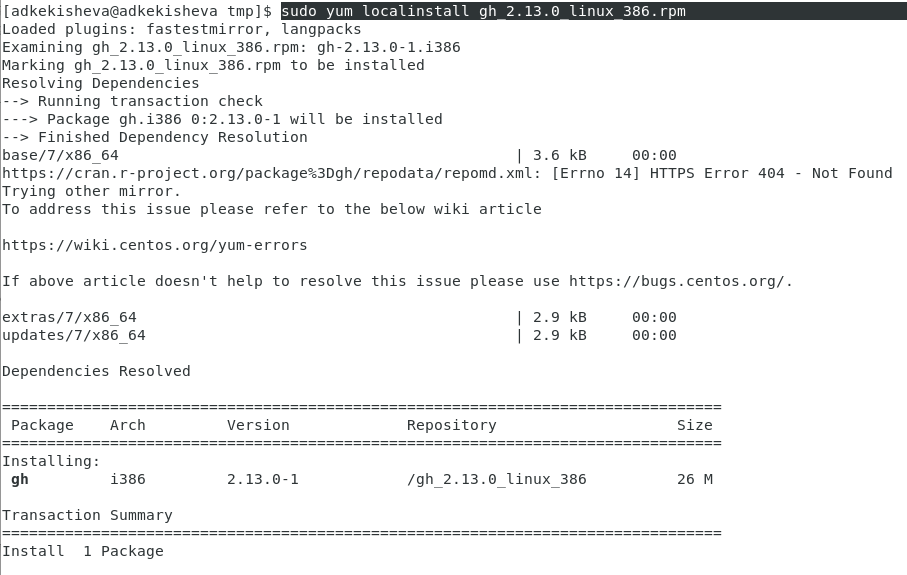 [adkekisheva@adkekisheva tmp]$ sudo yum localinstall gh_2.13.0_linux_386.rpm
Loaded plugins: fastestmirror, langpacks
Examining gh_2.13.0_linux_386.rpm: gh-2.13.0-1.i386
Marking gh_2.13.0_linux_386.rpm to be installed
Resolving Dependencies
--> Running transaction check
---> Package gh.i386 0:2.13.0-1 will be installed
--> Finished Dependency Resolution
base/7/x86_64 | 3.6 kB 00:00
https://cran.r-project.org/package%3Dgh/repodata/repomd.xml: [Errno 14] HTTPS Error 404 - Not Found
Trying other mirror.
To address this issue please refer to the below wiki article
https://wiki.centos.org/yum-errors
If above article doesn't help to resolve this issue please use https://bugs.centos.org/.
extras/7/x86_64 | 2.9 kB 00:00
updates/7/x86_64 | 2.9 kB 00:00
Dependencies Resolved
================================================================================
Package Arch Version Repository Size
================================================================================
Installing:
gh i386 2.13.0-1 /gh_2.13.0_linux_386 26 M
Transaction Summary
================================================================================
Install 1 Package